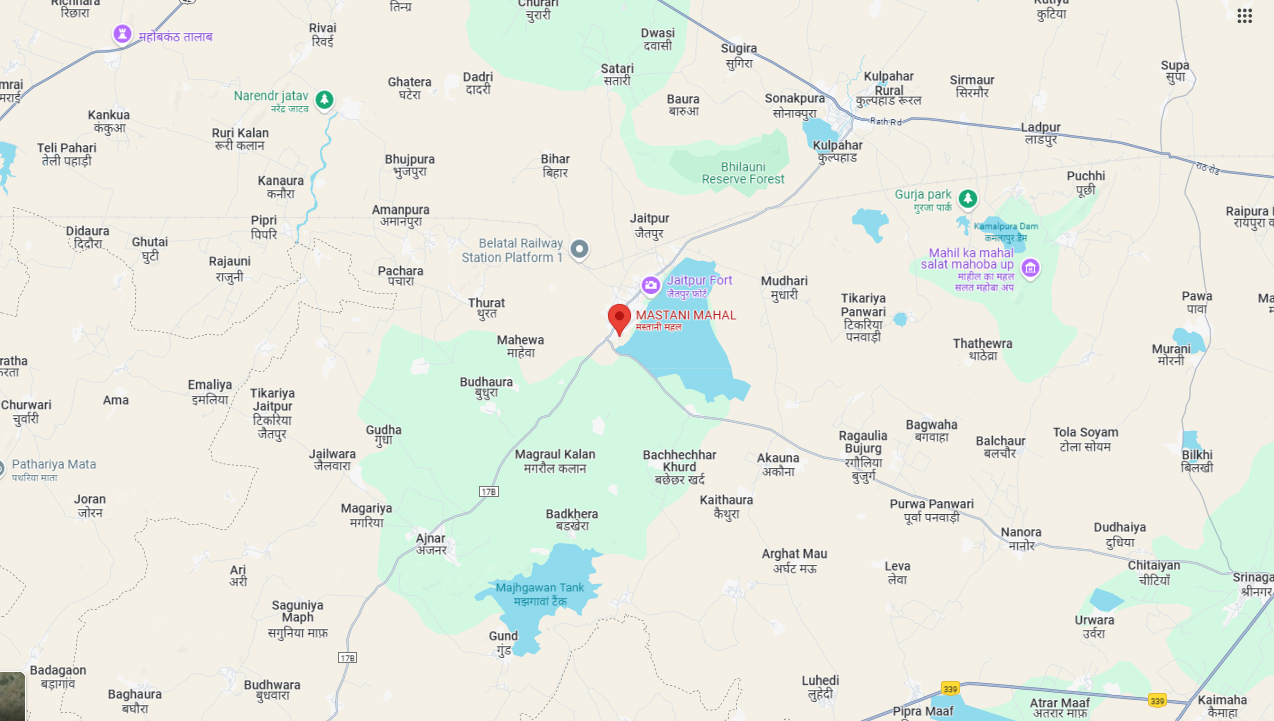 Richhara
रिछारा
तिन्ग्र
Churari
चुरारी
कुटिया
महोबकंठ तालाब
Rivai
रिवई
Dwasi
दवासी
Sugira
सुगिरा
Satari
सतारी
Supa
सुपा
Ghatera
घटेरा
Dadri
दादरी
Kulpahar
Rural
कुल्पहाड रूरल
Sirmaur
सिरमौर
Narendr jatav
नरेंद्र जाटव
Baura
बारुआ
Sonakpura
सोनाक्पुरा
Kankua
कंकुआ
Rath Rd
Ladpur
लाडपुर
Ruri Kalan
रूरी कलान
Teli Pahari
तेली पहाड़ी
Kulpahar
कुल्पहाड
Bhujpura
भुजपुरा
Bihar
बिहार
Bhilauni
Reserve Forest
राठ रोड
Puchhi
पूछी
Kanaura
कनौरा
Gurja park
गुरजा पार्क
Amanpura
अमानपुरा
Jaitpur
जैतपुर
Pipri
पिपरि
Kamalpura Dam
कमलापुर डैम
Didaura
दिदौरा
Ghutai
घुटी
Belatal Railway
Station Platform 1
Mahil ka mahal
salat mahoba up
माहील का महल
सलत महोबा अप
Rajauni
राजुनी
Pachara
पचारा
Jaitpur Fort
जैतपुर फोर्ट
Mudhari
मुधारी
Thurat
थुरत
Tikariya
Panwari
टिकरिया
पनवाड़ी
Pawa
पावा
MASTANI MAHAL
मस्तानी महल
Mahewa
माहेवा
Thathewra
थाठेव्रा
Murani
मोरनी
Budhaura
बुधुरा
Emaliya
इमलिया
Tikariya
Jaitpur
टिकरिया
जैतपुर
Ama
Churwari
चुर्वारी
Gudha
गुधा
Bagwaha
बगवाहा
Ragaulia
Bujurg
रगौलिया
बुजुर्ग
Balchaur
बलचौर
Tola Soyam
टोला सोयम
Jailwara
जैलवारा
Magraul Kalan
मगरौल कलान
Bachhechhar
Khurd
बछेछर खर्द
Akauna
अकौना
Bilkhi
बिलखी
Pathariya Mata
पथरिया माता
17B
Joran
जोरन
Magariya
मगरिया
Badkhera
बडखेरा
Kaithaura
कैथुरा
Purwa Panwari
पूर्वा पनवाड़ी
Nanora
नानोर
Dudhaiya
दुधिया
Ajnar
अजनर
Arghat Mau
अर्घट मऊ
Leva
लेवा
Chitaiyan
चीटियाँ
Ari
अरी
Majhgawan Tank
मझगावां टैंक
Saguniya
Maph
सगुनिया माफ़
Urwara
उर्वरा
Gund
गुंड
17B
Badagaon
बड़ागांव
Budhwara
बुधवारा
Baghaura
बघौरा
Luhedi
लुहेदी
339
339
Pipra Maaf
Atrar Maaf
अतरार माफ़
Kaimaha
कैमाहा